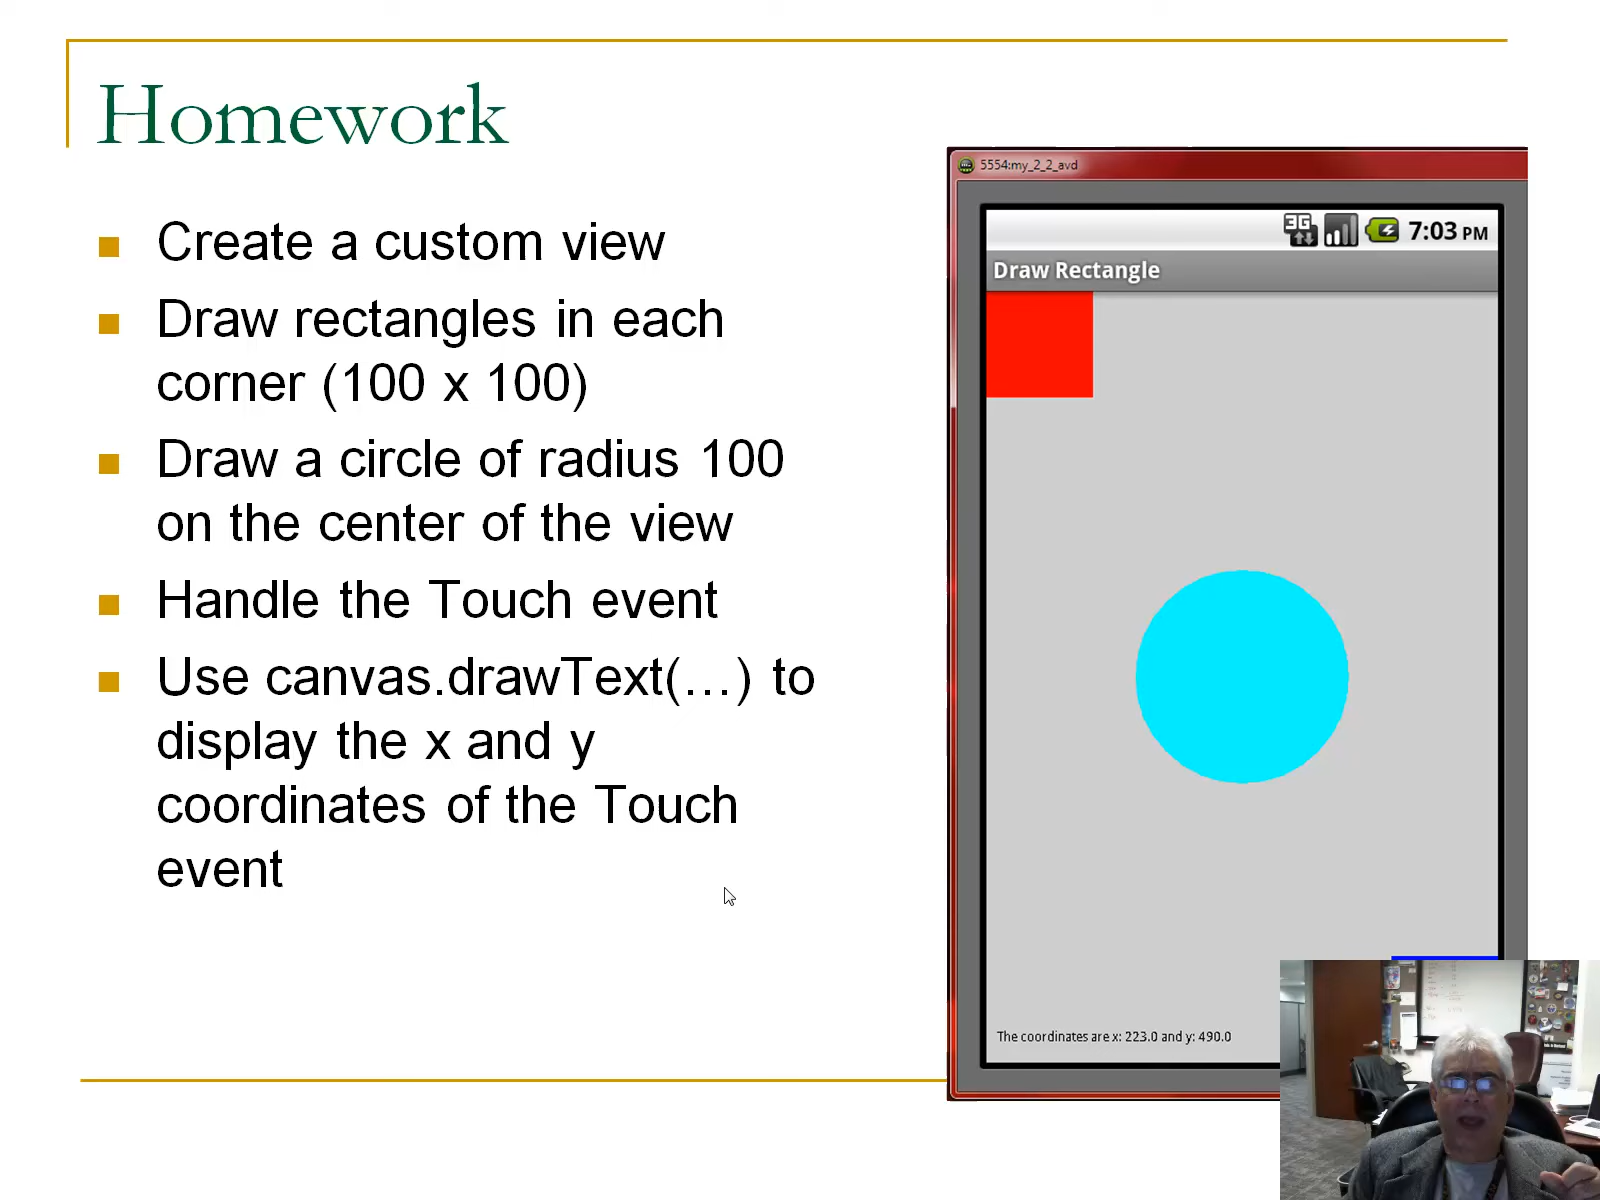 Homework
Create a custom view
Draw rectangles in each
corner (100 x 100)
Draw a circle of radius 100
on the center of the view
Handle the Touch event
Use canvas.drawText(…) to
display the x and y
coordinates of the Touch
event
5554:my_2_2_avd
3G
7:03 PM
Draw Rectangle
The coordinates are x: 223.0 and y: 490.0